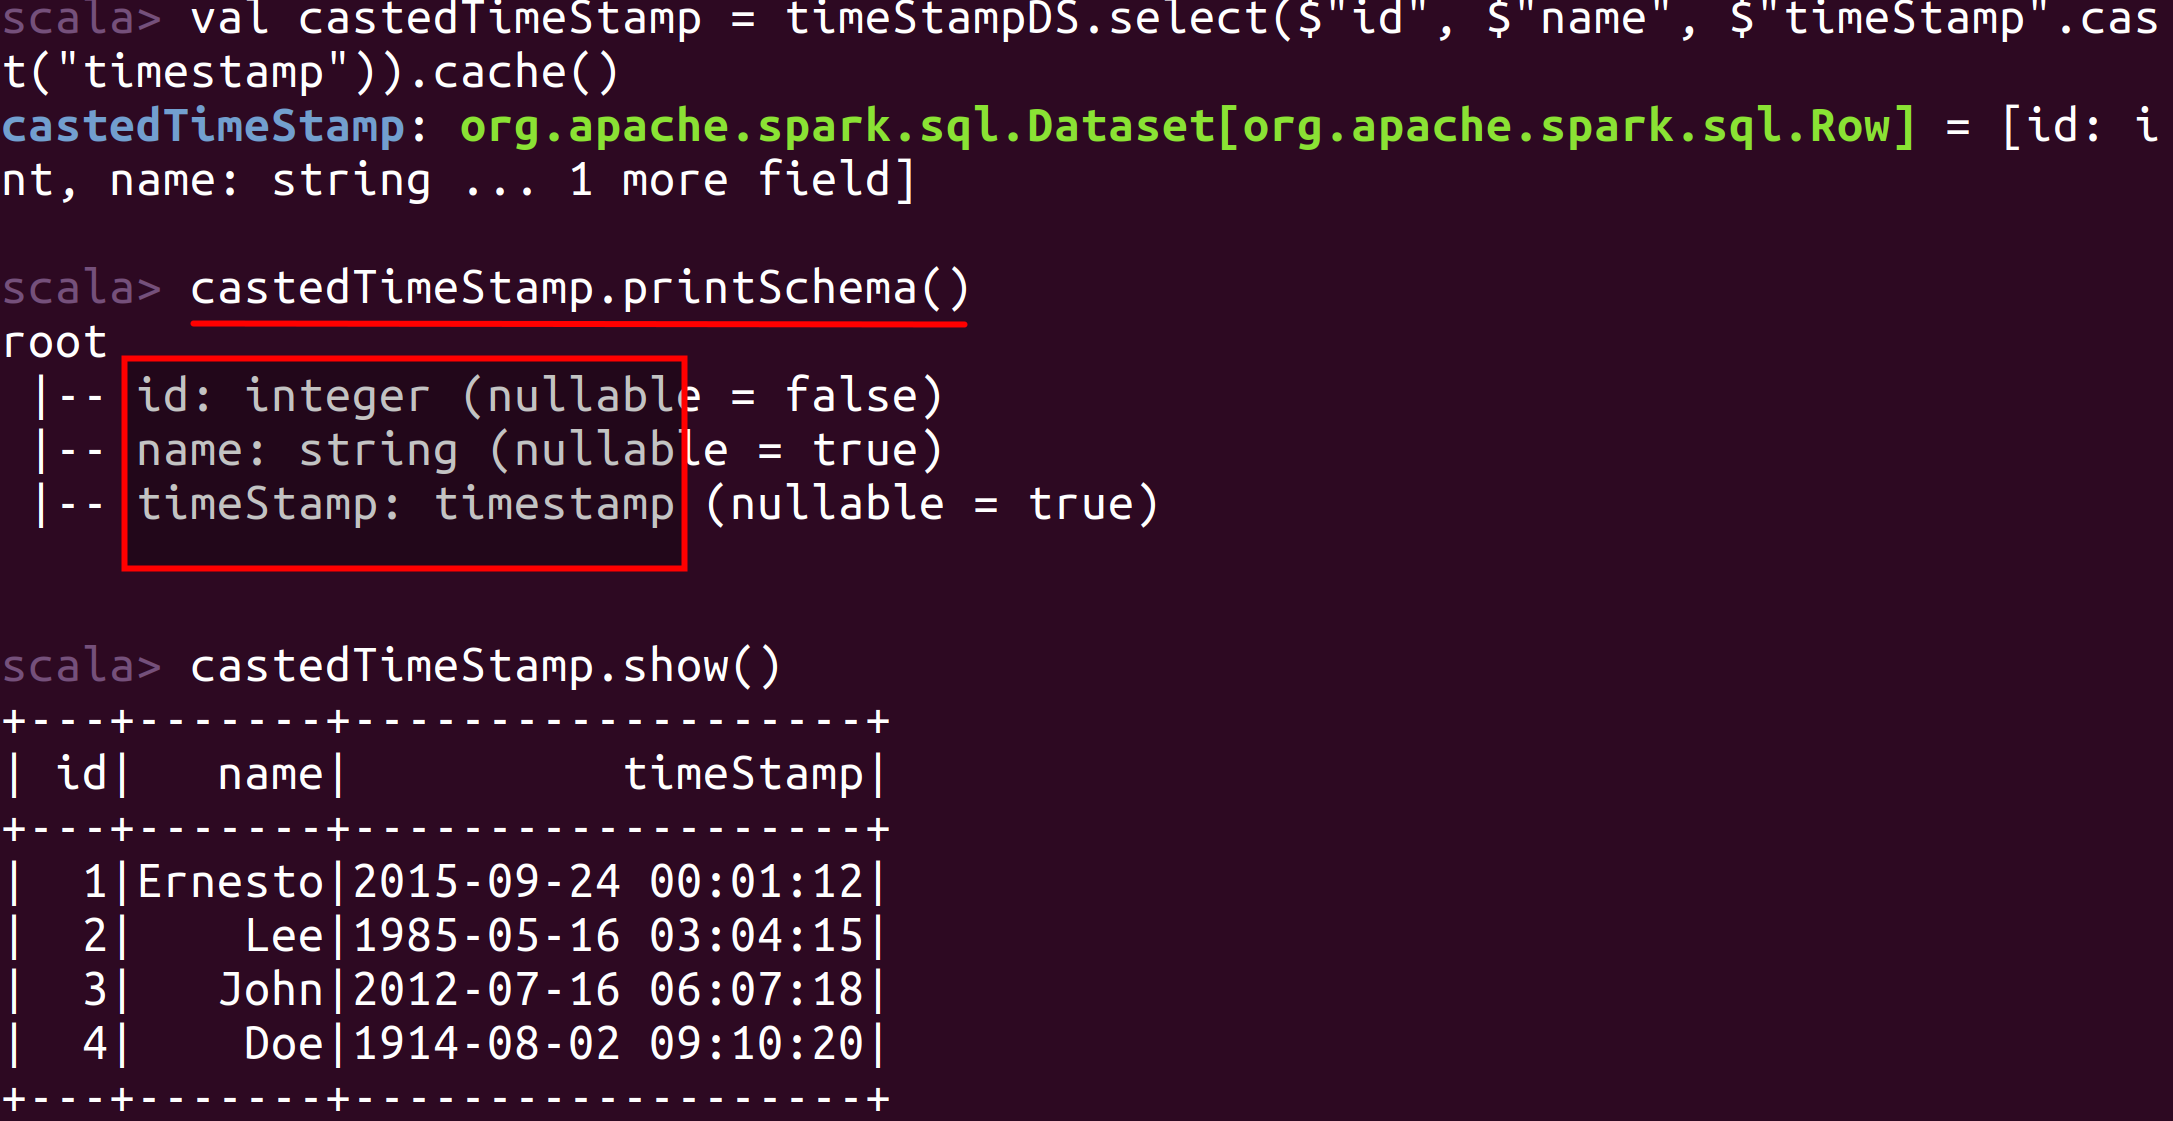 scala> val castedTimeStamp = timeStampDS.select($"id", $"name", $"timeStamp".cas
t("timestamp")).cache()
castedTimeStamp: org.apache.spark.sql.Dataset[org.apache.spark.sql.Row] = [id: i
nt, name: string ... 1 more field]
scala> castedTimeStamp.printSchema()
root
 |-- id: integer (nullable = false)
 |-- name: string (nullable = true)
 |-- timeStamp: timestamp (nullable = true)
scala> castedTimeStamp.show()
+---+-------+-------------------+
| id|   name|          timeStamp|
+---+-------+-------------------+
|  1|Ernesto|2015-09-24 00:01:12|
|  2|    Lee|1985-05-16 03:04:15|
|  3|   John|2012-07-16 06:07:18|
|  4|    Doe|1914-08-02 09:10:20|
+---+-------+-------------------+